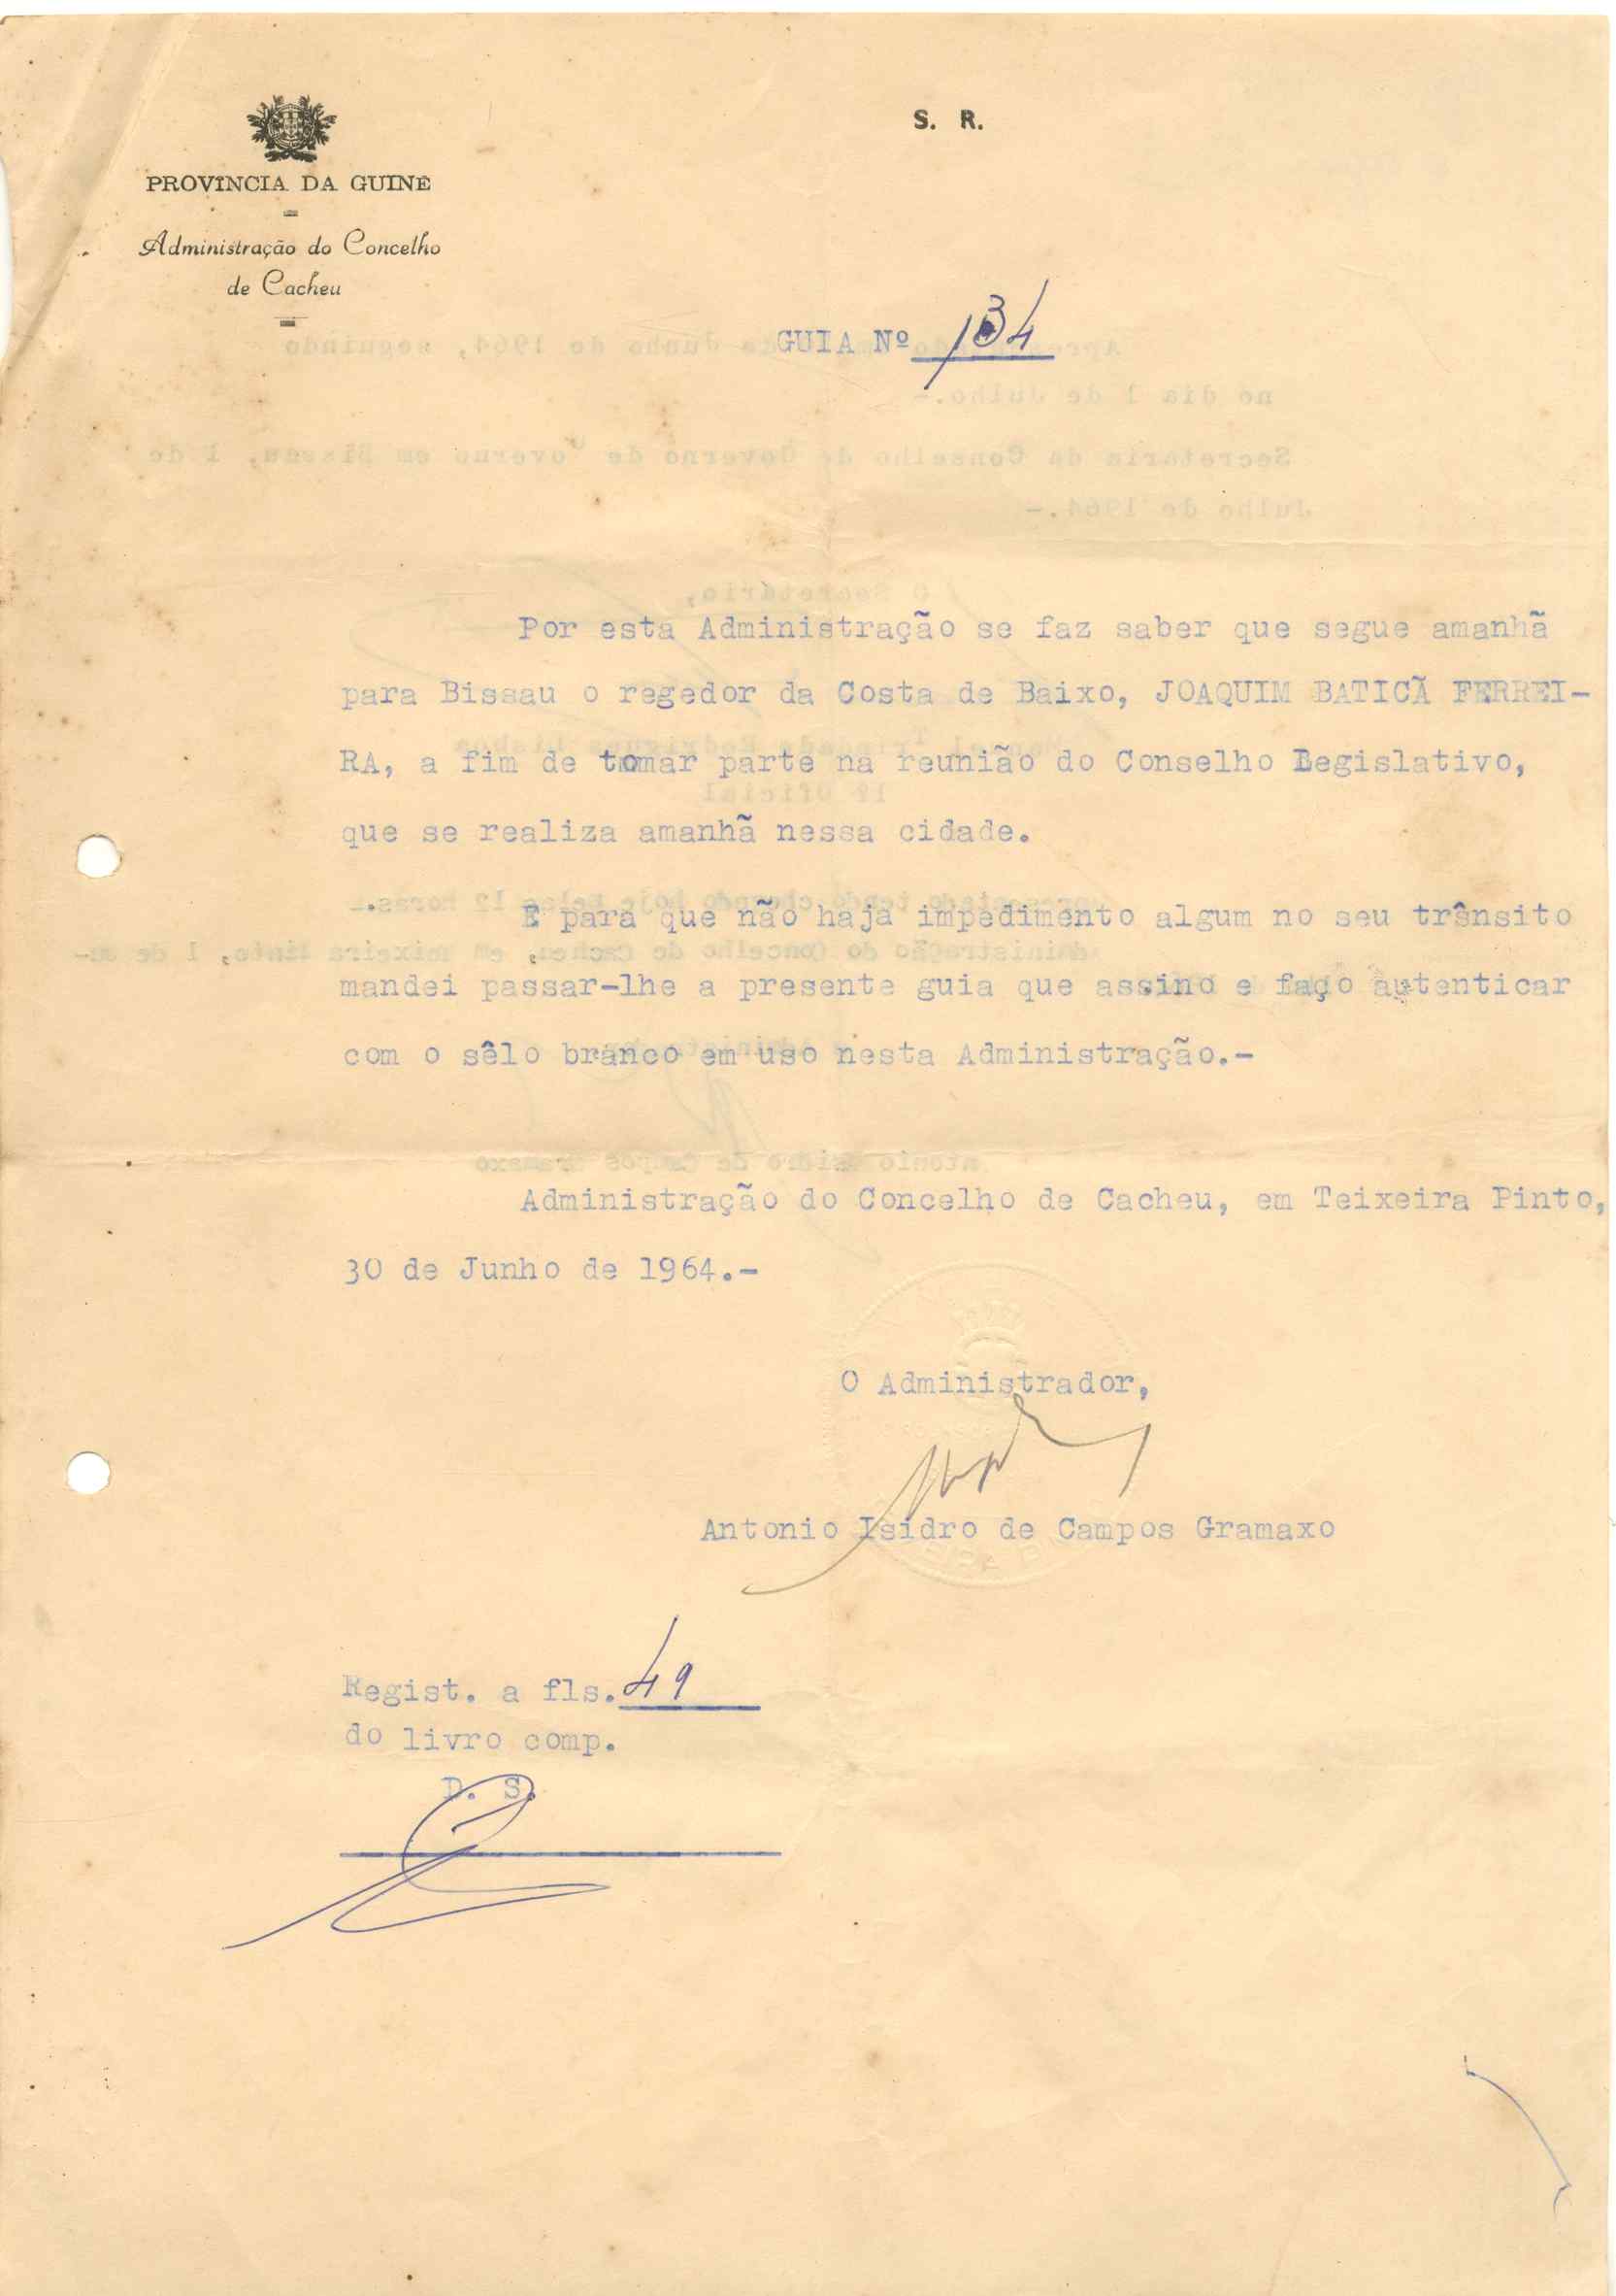 S. R.
PROVÍNCIA DA GUINÉ
Administração do Concelho
de Cacheu
GUIA Nº 134
Por esta Administração se faz saber que segue amanhã
para Bissau o regedor da Costa de Baixo, JOAQUIM BATICÃ FERREI-
RA, a fim de tomar parte na reunião do Conselho Legislativo,
que se realiza amanhã nessa cidade.
E para que não haja impedimento algum no seu trânsito
mandei passar-lhe a presente guia que assino e faço autenticar
com o sêlo branco em uso nesta Administração.-
Administração do Concelho de Cacheu, em Teixeira Pinto,
30 de Junho de 1964.-
O Administrador,
Antonio Isidro de Campos Gramaxo
Regist. a fls. 49
do livro comp.
D. S.